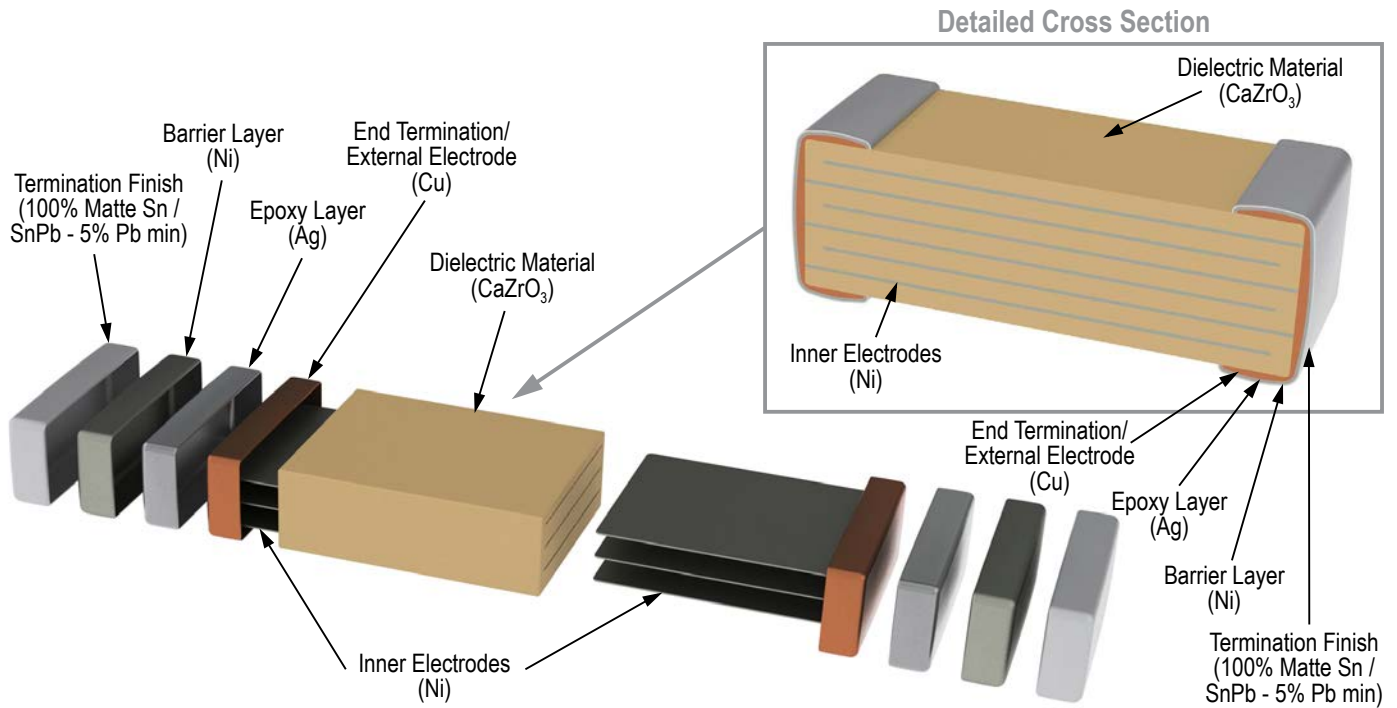 Detailed Cross Section
Dielectric Material
(CaZrO₃)
Inner Electrodes
(Ni)
Barrier Layer
(Ni)
End Termination/
External Electrode
(Cu)
Termination Finish
(100% Matte Sn /
SnPb - 5% Pb min)
Epoxy Layer
(Ag)
Dielectric Material
(CaZrO₃)
End Termination/
External Electrode
(Cu)
Epoxy Layer
(Ag)
Barrier Layer
(Ni)
Termination Finish
(100% Matte Sn /
SnPb - 5% Pb min)
Inner Electrodes
(Ni)